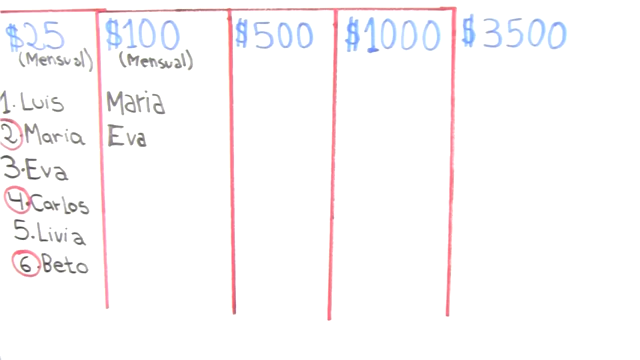 $25 $100 $500 $1000 $3500
(Mensual) (Mensual)
1. Luis Maria
2. Maria Eva
3. Eva
4. Carlos
5. Livia
6. Beto